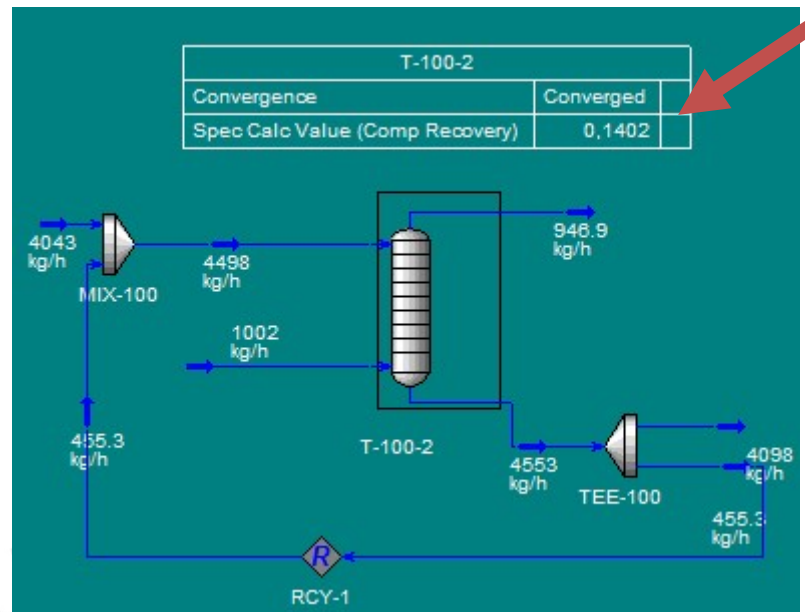 T-100-2
Convergence Converged
Spec Calc Value (Comp Recovery) 0,1402
4043
kg/h
MIX-100
4498
kg/h
946.9
kg/h
1002
kg/h
T-100-2
455.3
kg/h
4553
kg/h
TEE-100
4098
kg/h
455.3
kg/h
R
RCY-1